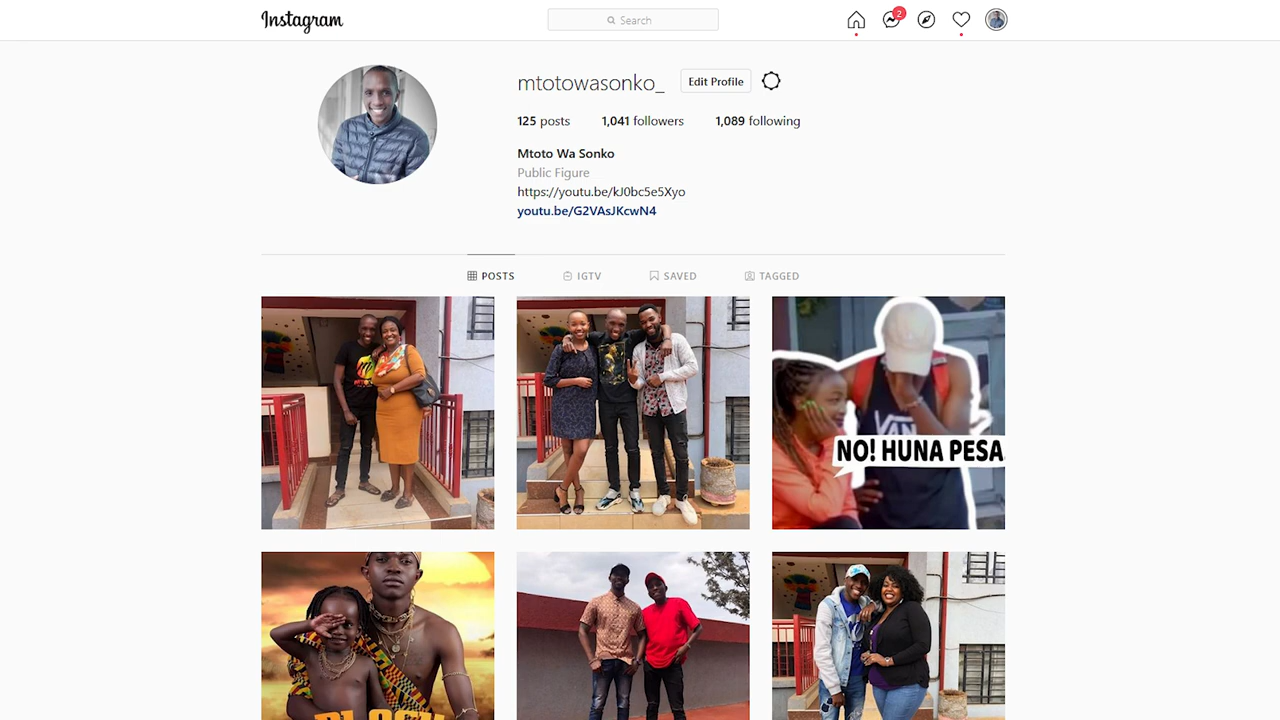 Instagram
Search
2
mtotowasonko_
Edit Profile
125 posts
1,041 followers
1,089 following
Mtoto Wa Sonko
Public Figure
https://youtu.be/kJ0bc5e5Xyo
youtu.be/G2VAsJKcwN4
POSTS
IGTV
SAVED
TAGGED
VANS
NO! HUNA PESA